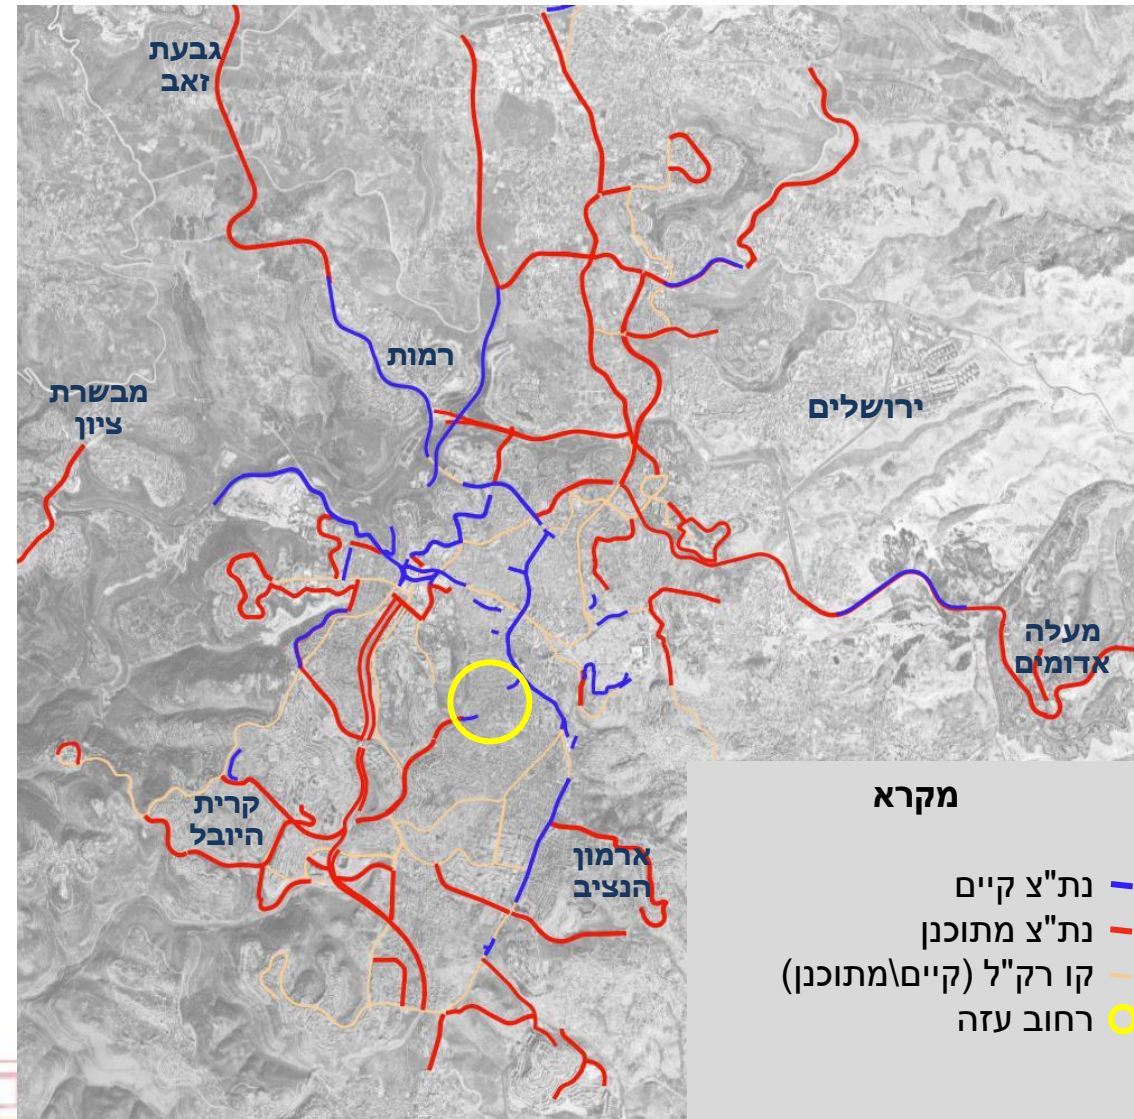 גבעת
זאב
רמות
מבשרת
ציון
ירושלים
מעלה
אדומים
קרית
היובל
ארמון
הנציב
מקרא
נת"צ קיים
נת"צ מתוכנן
קו רק"ל (קיים\מתוכנן)
רחוב עזה